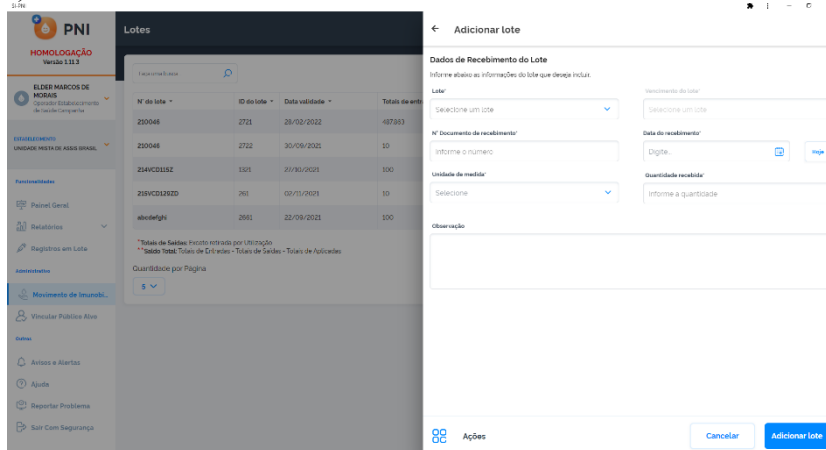 SI-PNI
PNI
HOMOLOGAÇÃO
Versão 1.11.3
ELDER MARCOS DE
MORAIS
Operador Estabelecimento
de Saúde Campanha
ESTABELECIMENTO
UNIDADE MISTA DE ASSIS BRASIL
Funcionalidades
Painel Geral
Relatórios
Registros em Lote
Administrativo
Movimento de Imunobi...
Vincular Público Alvo
Outros
Avisos e Alertas
Ajuda
Reportar Problema
Sair Com Segurança
Lotes
N° do lote ID do lote Data validade Totais de entr
210048 2721 28/02/2022 487383
210048 2722 30/09/2021 10
214VCD115Z 1321 27/10/2021 100
215VCD129ZD 261 02/11/2021 10
abcdefghi 2881 22/09/2021 100
*Totais de Saídas: Exceto retirada por Utilização
**Saldo Total: Totais de Entradas - Totais de Saídas - Totais de Aplicadas
Quantidade por Página
5
Adicionar lote
Dados de Recebimento do Lote
Informe abaixo as informações do lote que deseja incluir.
Lote* Vencimento do lote*
Selecione um lote Selecione um lote
N° Documento de recebimento* Data do recebimento*
Informe o numero Digite... Hoje
Unidade de medida* Quantidade recebida*
Selecione Informe a quantidade
Observação
Ações Cancelar Adicionar lote